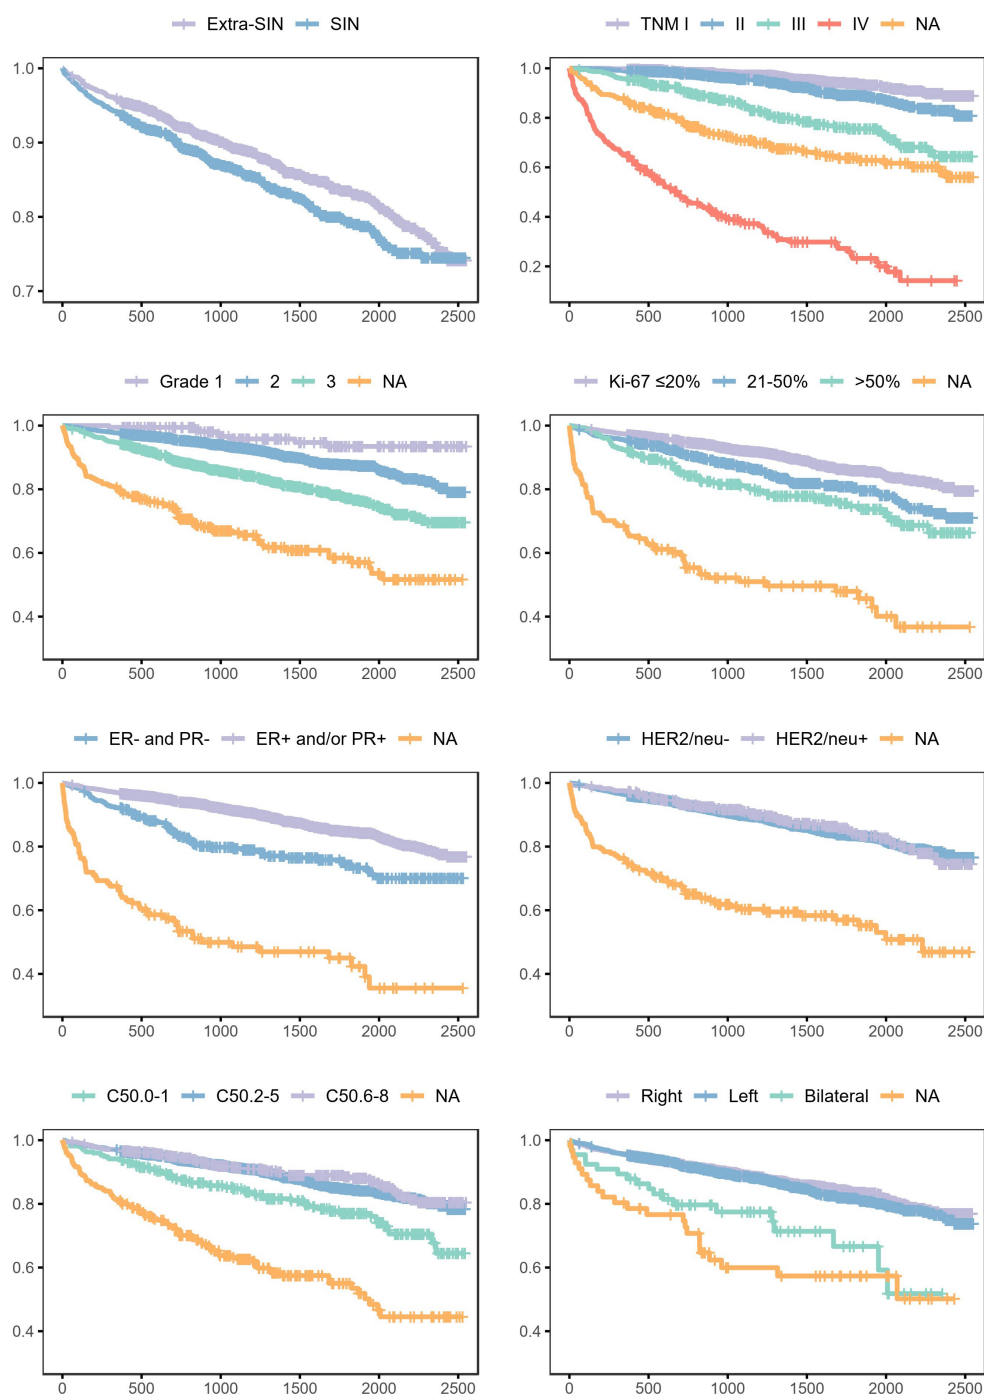 Extra-SIN SIN
1.0
0.9
0.8
0.7
0 500 1000 1500 2000 2500
TNM I II III IV NA
1.0
0.8
0.6
0.4
0.2
0 500 1000 1500 2000 2500
Grade 1 2 3 NA
1.0
0.8
0.6
0.4
0 500 1000 1500 2000 2500
Ki-67 ≤20% 21-50% >50% NA
1.0
0.8
0.6
0.4
0 500 1000 1500 2000 2500
ER- and PR- ER+ and/or PR+ NA
1.0
0.8
0.6
0.4
0 500 1000 1500 2000 2500
HER2/neu- HER2/neu+ NA
1.0
0.8
0.6
0.4
0 500 1000 1500 2000 2500
C50.0-1 C50.2-5 C50.6-8 NA
1.0
0.8
0.6
0.4
0 500 1000 1500 2000 2500
Right Left Bilateral NA
1.0
0.8
0.6
0.4
0 500 1000 1500 2000 2500